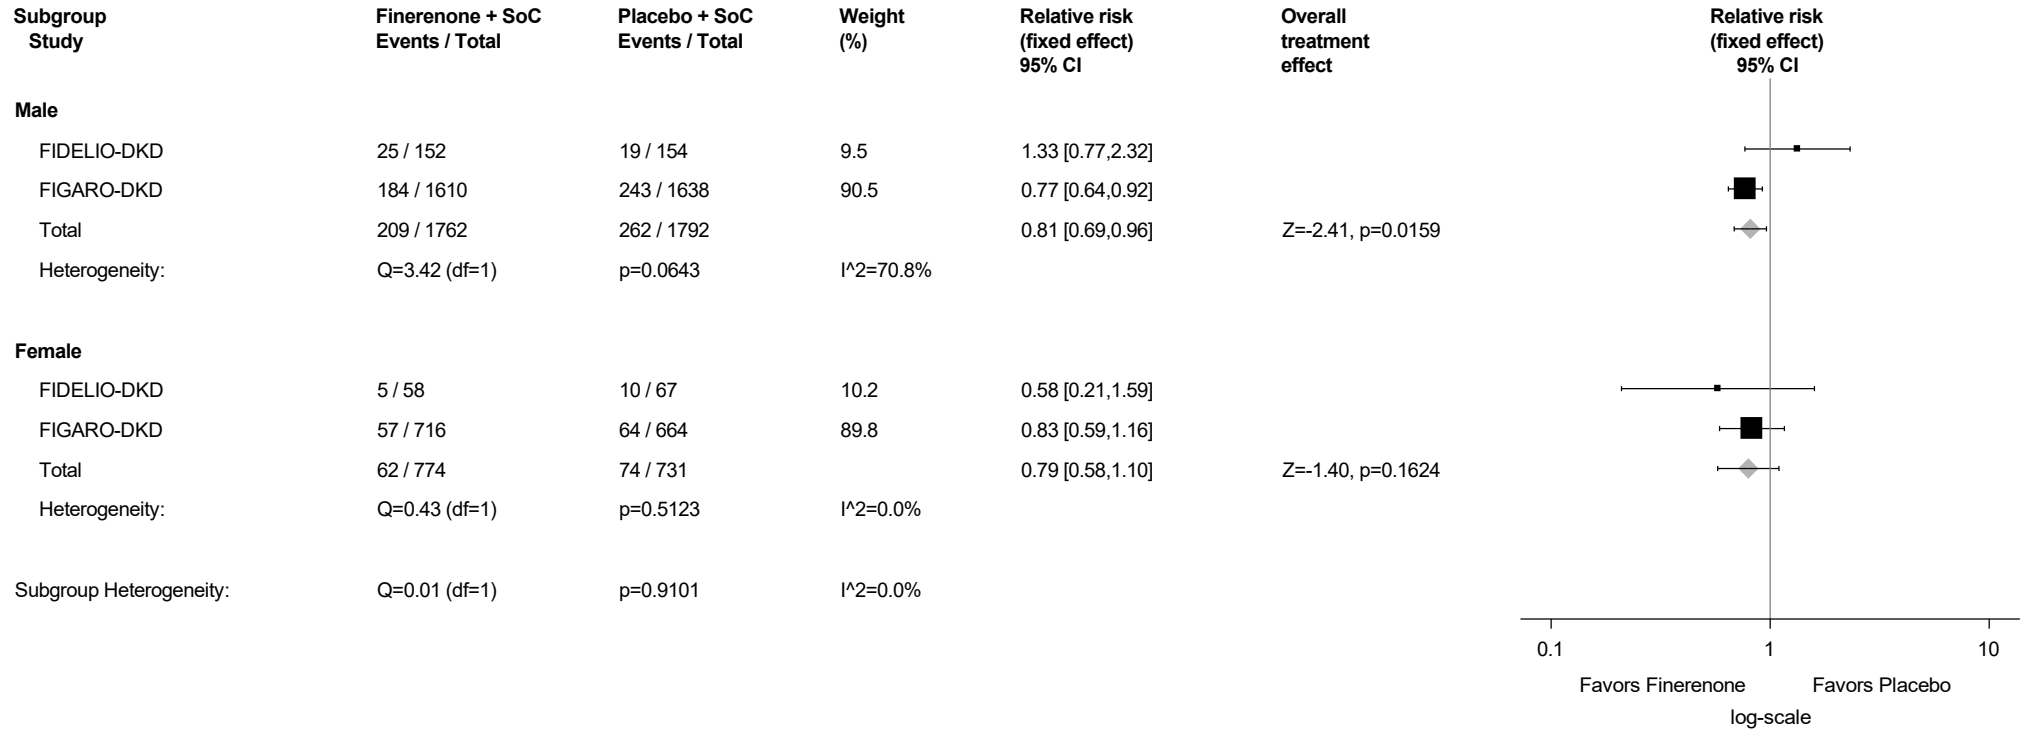 Subgroup Finerenone + SoC Placebo + SoC Weight Relative risk Overall Relative risk
Study Events / Total Events / Total (%) (fixed effect) treatment (fixed effect)
95% CI effect 95% CI
Male
FIDELIO-DKD 25 / 152 19 / 154 9.5 1.33 [0.77,2.32]
FIGARO-DKD 184 / 1610 243 / 1638 90.5 0.77 [0.64,0.92]
Total 209 / 1762 262 / 1792 0.81 [0.69,0.96] Z=-2.41, p=0.0159
Heterogeneity: Q=3.42 (df=1) p=0.0643 I^2=70.8%
Female
FIDELIO-DKD 5 / 58 10 / 67 10.2 0.58 [0.21,1.59]
FIGARO-DKD 57 / 716 64 / 664 89.8 0.83 [0.59,1.16]
Total 62 / 774 74 / 731 0.79 [0.58,1.10] Z=-1.40, p=0.1624
Heterogeneity: Q=0.43 (df=1) p=0.5123 I^2=0.0%
Subgroup Heterogeneity: Q=0.01 (df=1) p=0.9101 I^2=0.0%
0.1 1 10
Favors Finerenone Favors Placebo
log-scale